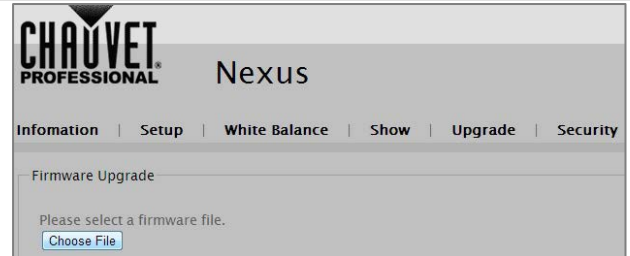 CHAUVET®
PROFESSIONAL
Nexus
Infomation | Setup | White Balance | Show | Upgrade | Security
Firmware Upgrade
Please select a firmware file.
Choose File